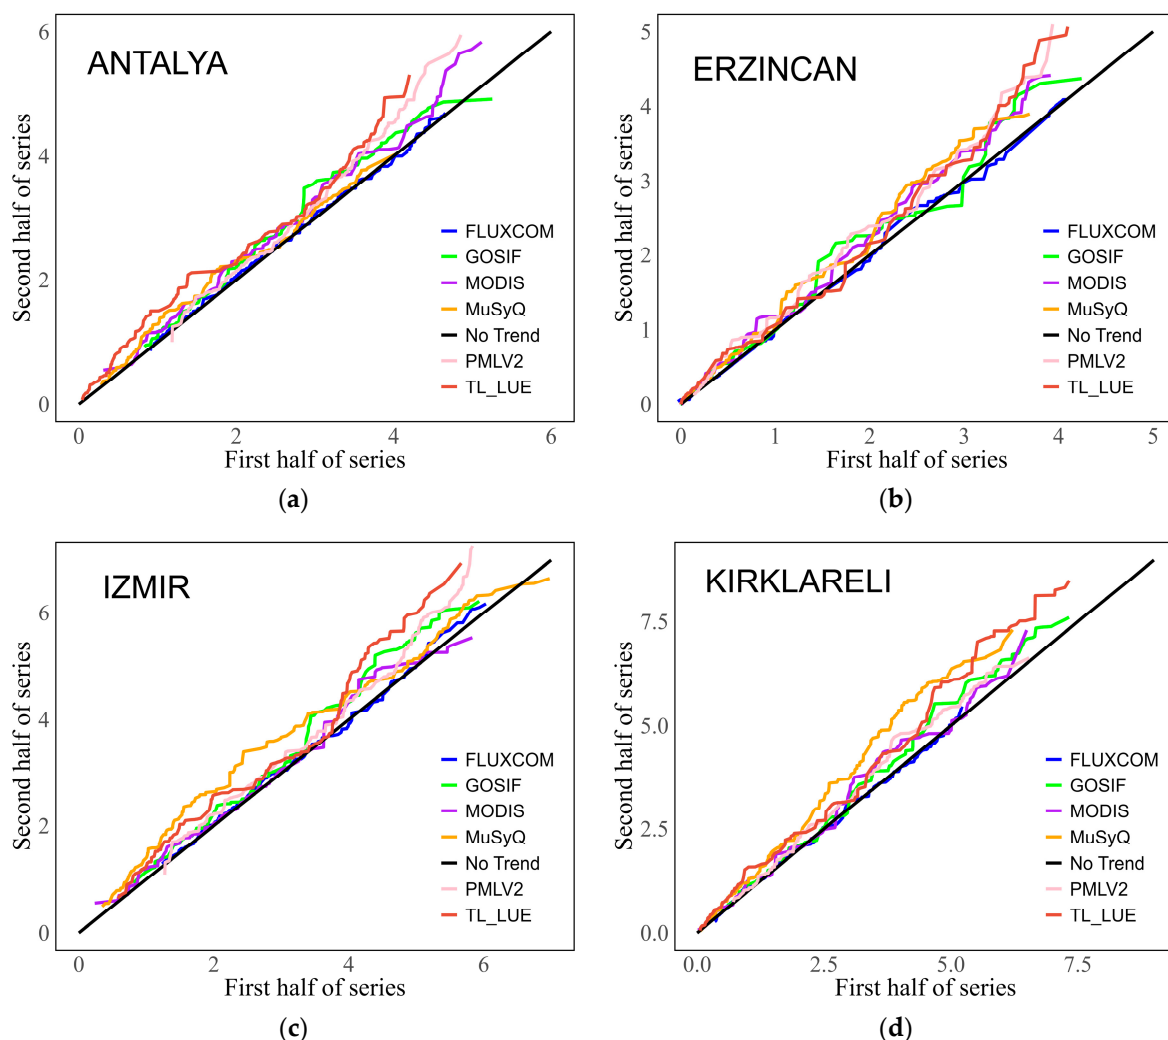 ANTALYA
Second half of series
6
4
2
0
FLUXCOM
GOSIF
MODIS
MuSyQ
No Trend
PMLV2
TL_LUE
0 2 4 6
First half of series
(a)
ERZINCAN
Second half of series
5
4
3
2
1
0
FLUXCOM
GOSIF
MODIS
MuSyQ
No Trend
PMLV2
TL_LUE
0 1 2 3 4 5
First half of series
(b)
IZMIR
Second half of series
6
4
2
0
FLUXCOM
GOSIF
MODIS
MuSyQ
No Trend
PMLV2
TL_LUE
0 2 4 6
First half of series
(c)
KIRKLARELI
Second half of series
7.5
5.0
2.5
0.0
FLUXCOM
GOSIF
MODIS
MuSyQ
No Trend
PMLV2
TL_LUE
0.0 2.5 5.0 7.5
First half of series
(d)